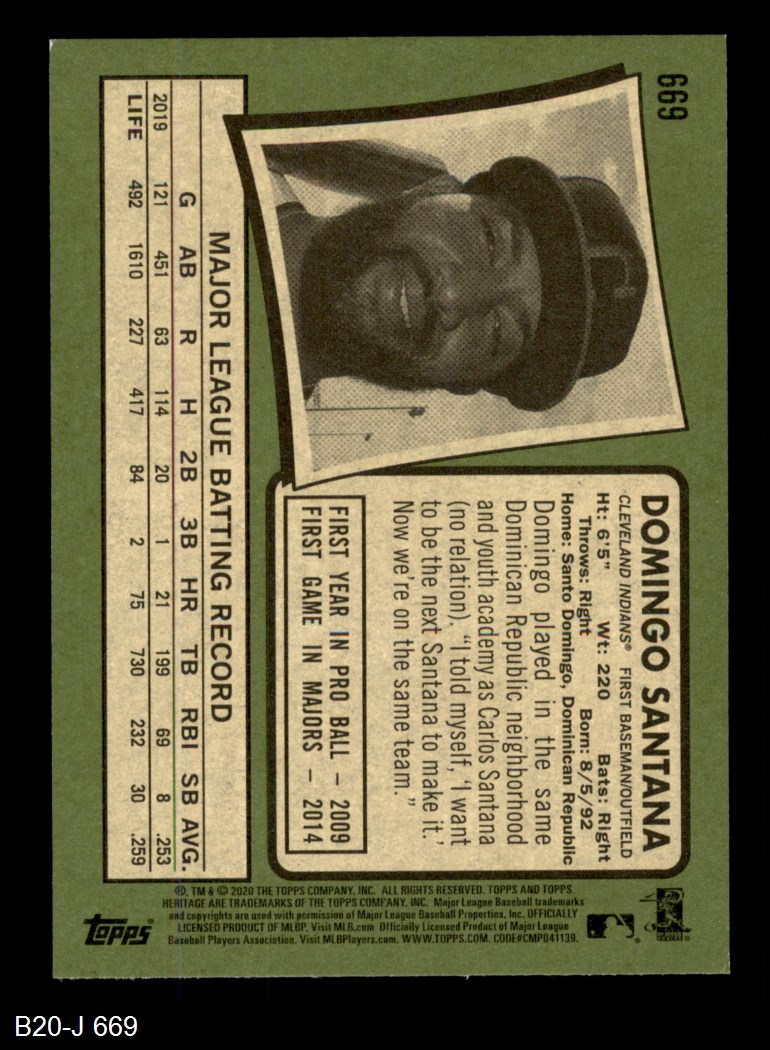 669
DOMINGO SANTANA
CLEVELAND INDIANS® FIRST BASEMAN/OUTFIELD
Ht: 6'5" Wt: 220 Bats: Right
Throws: Right Born: 8/5/92
Home: Santo Domingo, Dominican Republic
Domingo played in the same
Dominican Republic neighborhood
and youth academy as Carlos Santana
(no relation). "I told myself, 'I want
to be the next Santana to make it.'
Now we're on the same team."
FIRST YEAR IN PRO BALL – 2009
FIRST GAME IN MAJORS – 2014
MAJOR LEAGUE BATTING RECORD
G AB R H 2B 3B HR TB RBI SB AVG.
2019 121 451 63 114 20 1 21 199 69 8 .253
LIFE 492 1610 227 417 84 2 75 730 232 30 .259
®, TM & © 2020 THE TOPPS COMPANY, INC. ALL RIGHTS RESERVED. TOPPS AND TOPPS
HERITAGE ARE TRADEMARKS OF THE TOPPS COMPANY, INC. Major League Baseball trademarks
and copyrights are used with permission of Major League Baseball Properties, Inc. OFFICIALLY
LICENSED PRODUCT OF MLBP. Visit MLB.com Officially Licensed Product of Major League
Baseball Players Association. Visit MLBPlayers.com. WWW.TOPPS.COM. CODE#CMP041139.
topps
B20-J 669